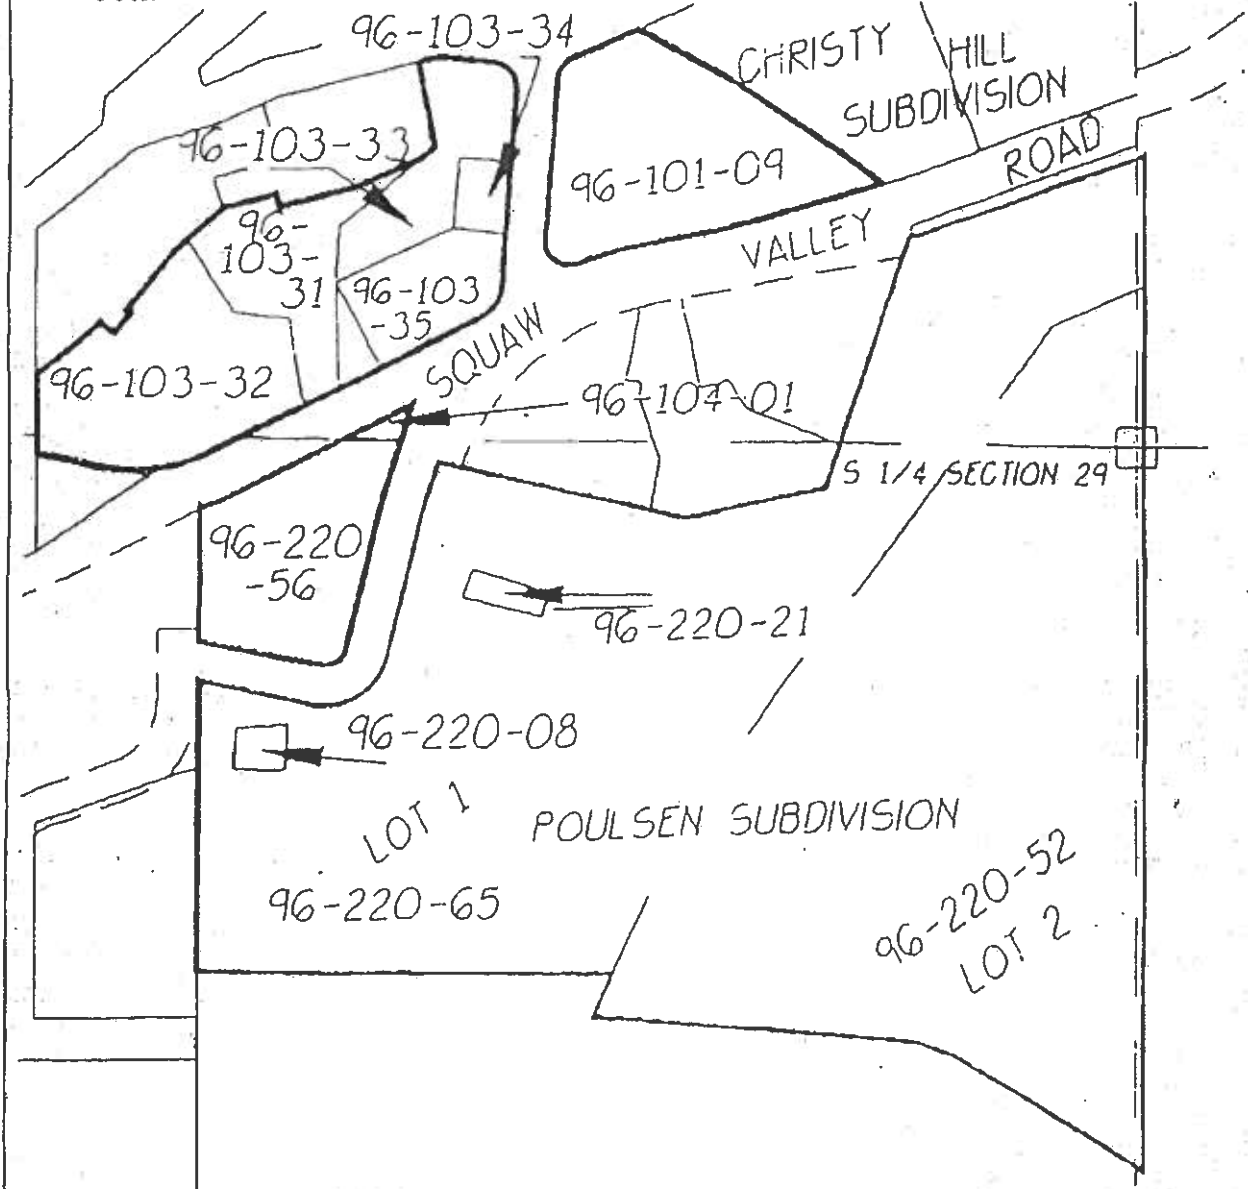 96-103-34
CHRISTY HILL
SUBDIVISION
96-103-33
ROAD
96-101-09
96-
103-
31
VALLEY
96-103
-35
SQUAW
96-103-32
96-104-01
S 1/4 SECTION 29
96-220
-56
96-220-21
96-220-08
LOT 1
POULSEN SUBDIVISION
96-220-65
96-220-52
LOT 2